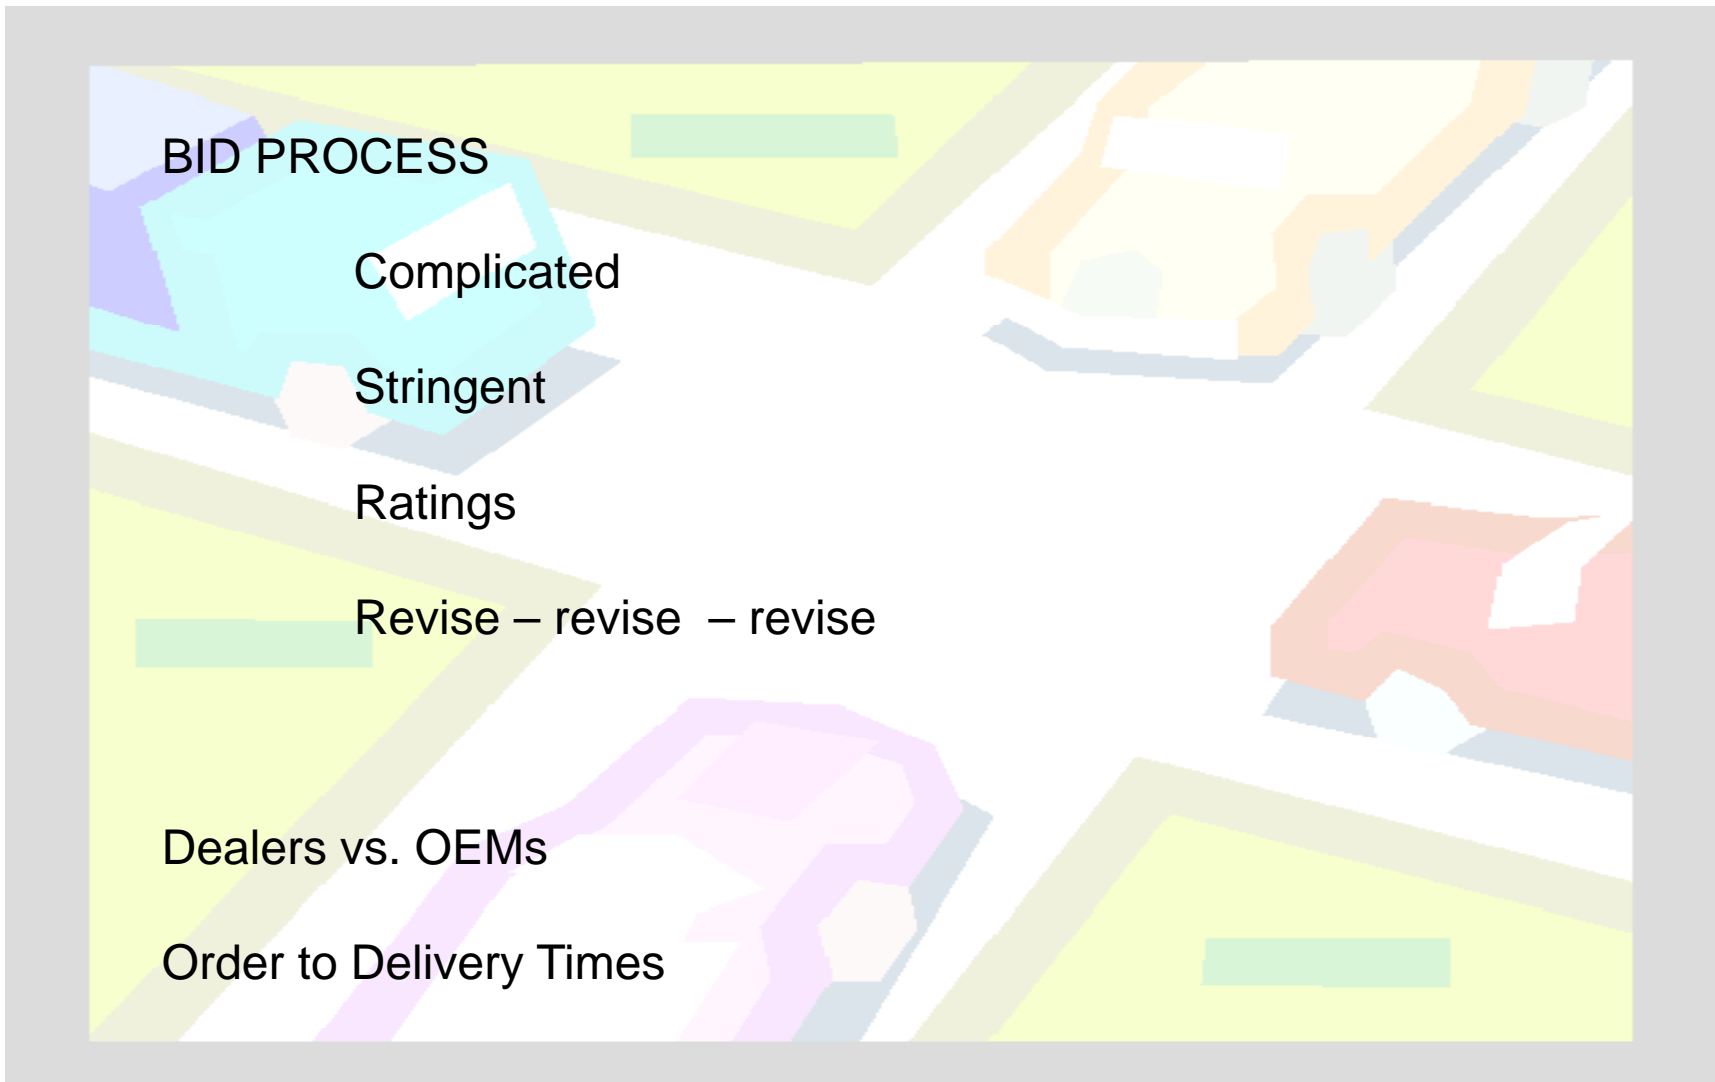 BID PROCESS
Complicated
Stringent
Ratings
Revise – revise – revise
Dealers vs. OEMs
Order to Delivery Times